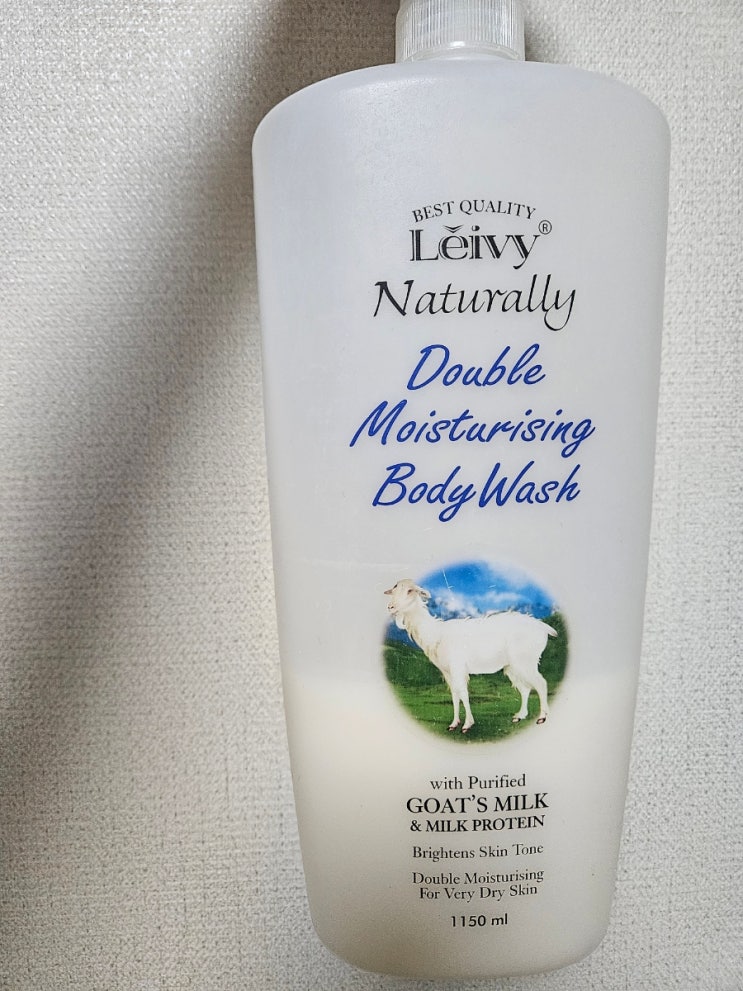 BEST QUALITY
Lěivy®
Naturally
Double
Moisturising
Body Wash
with Purified
GOAT'S MILK
& MILK PROTEIN
Brightens Skin Tone
Double Moisturising
For Very Dry Skin
1150 ml